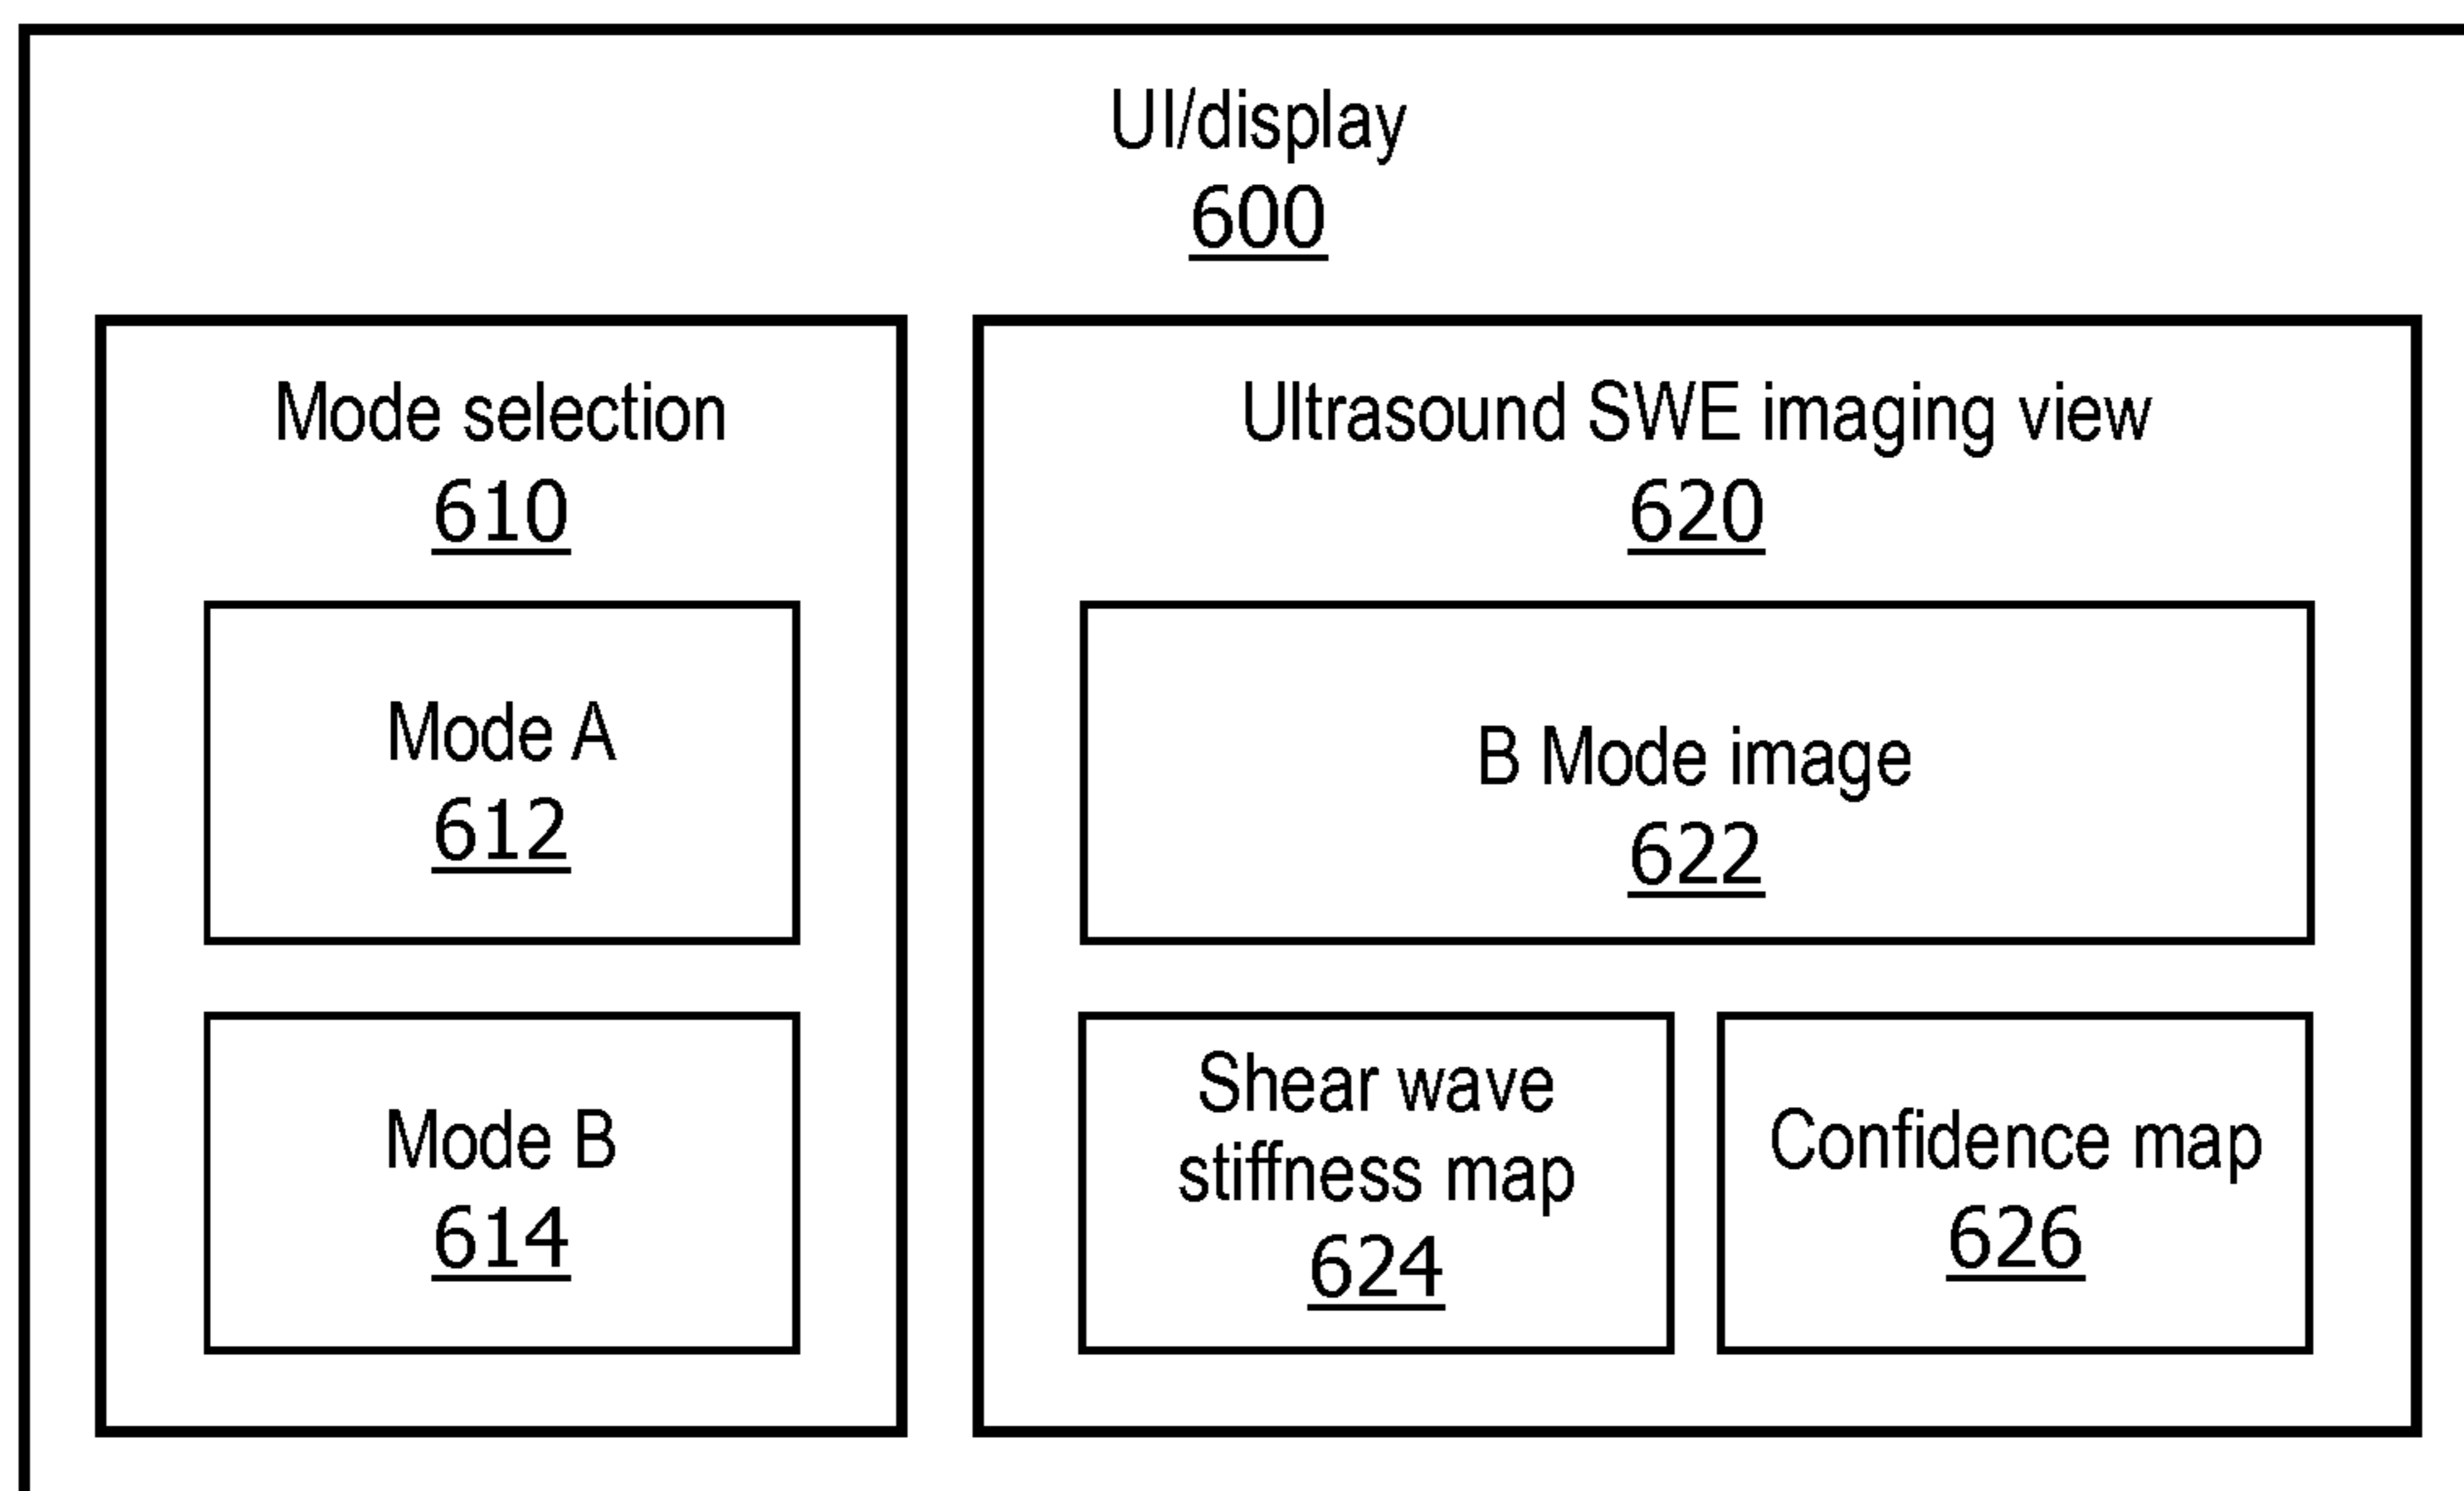 UI/display
600
Mode selection
610
Mode A
612
Mode B
614
Ultrasound SWE imaging view
620
B Mode image
622
Shear wave
stiffness map
624
Confidence map
626